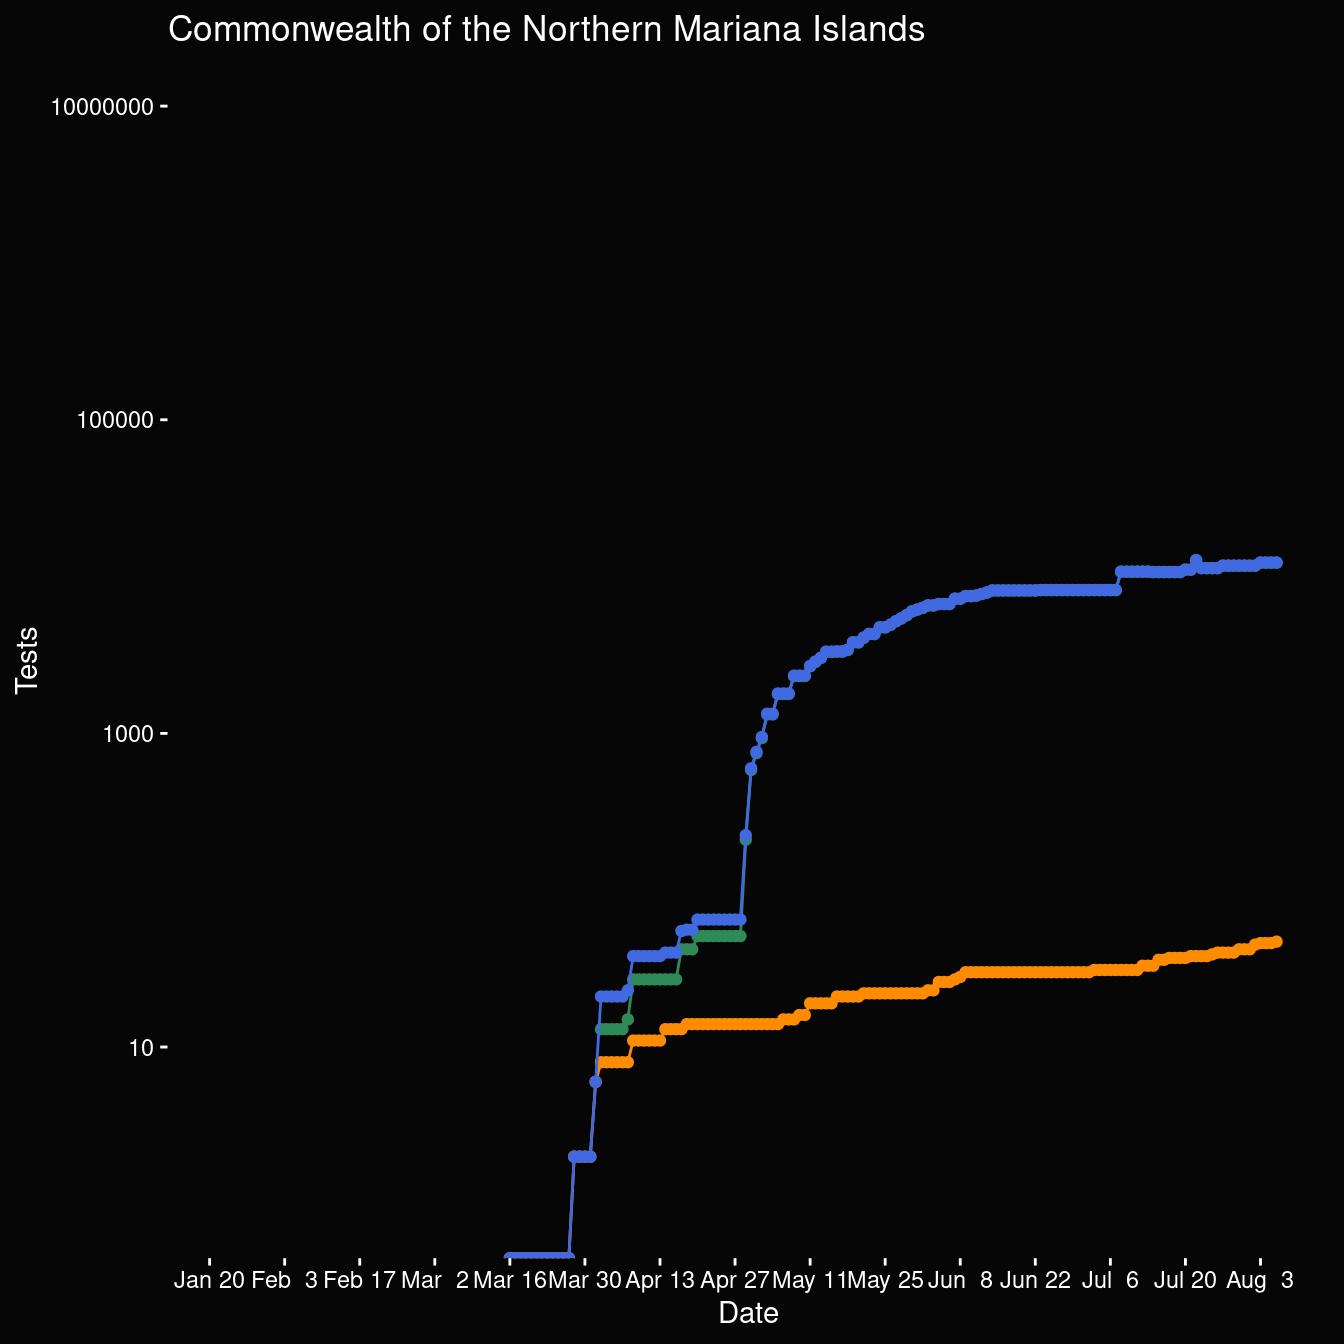 Commonwealth of the Northern Mariana Islands
10000000
100000
1000
10
Tests
Jan 20 Feb 3 Feb 17 Mar 2 Mar 16 Mar 30 Apr 13 Apr 27 May 11 May 25 Jun 8 Jun 22 Jul 6 Jul 20 Aug 3
Date